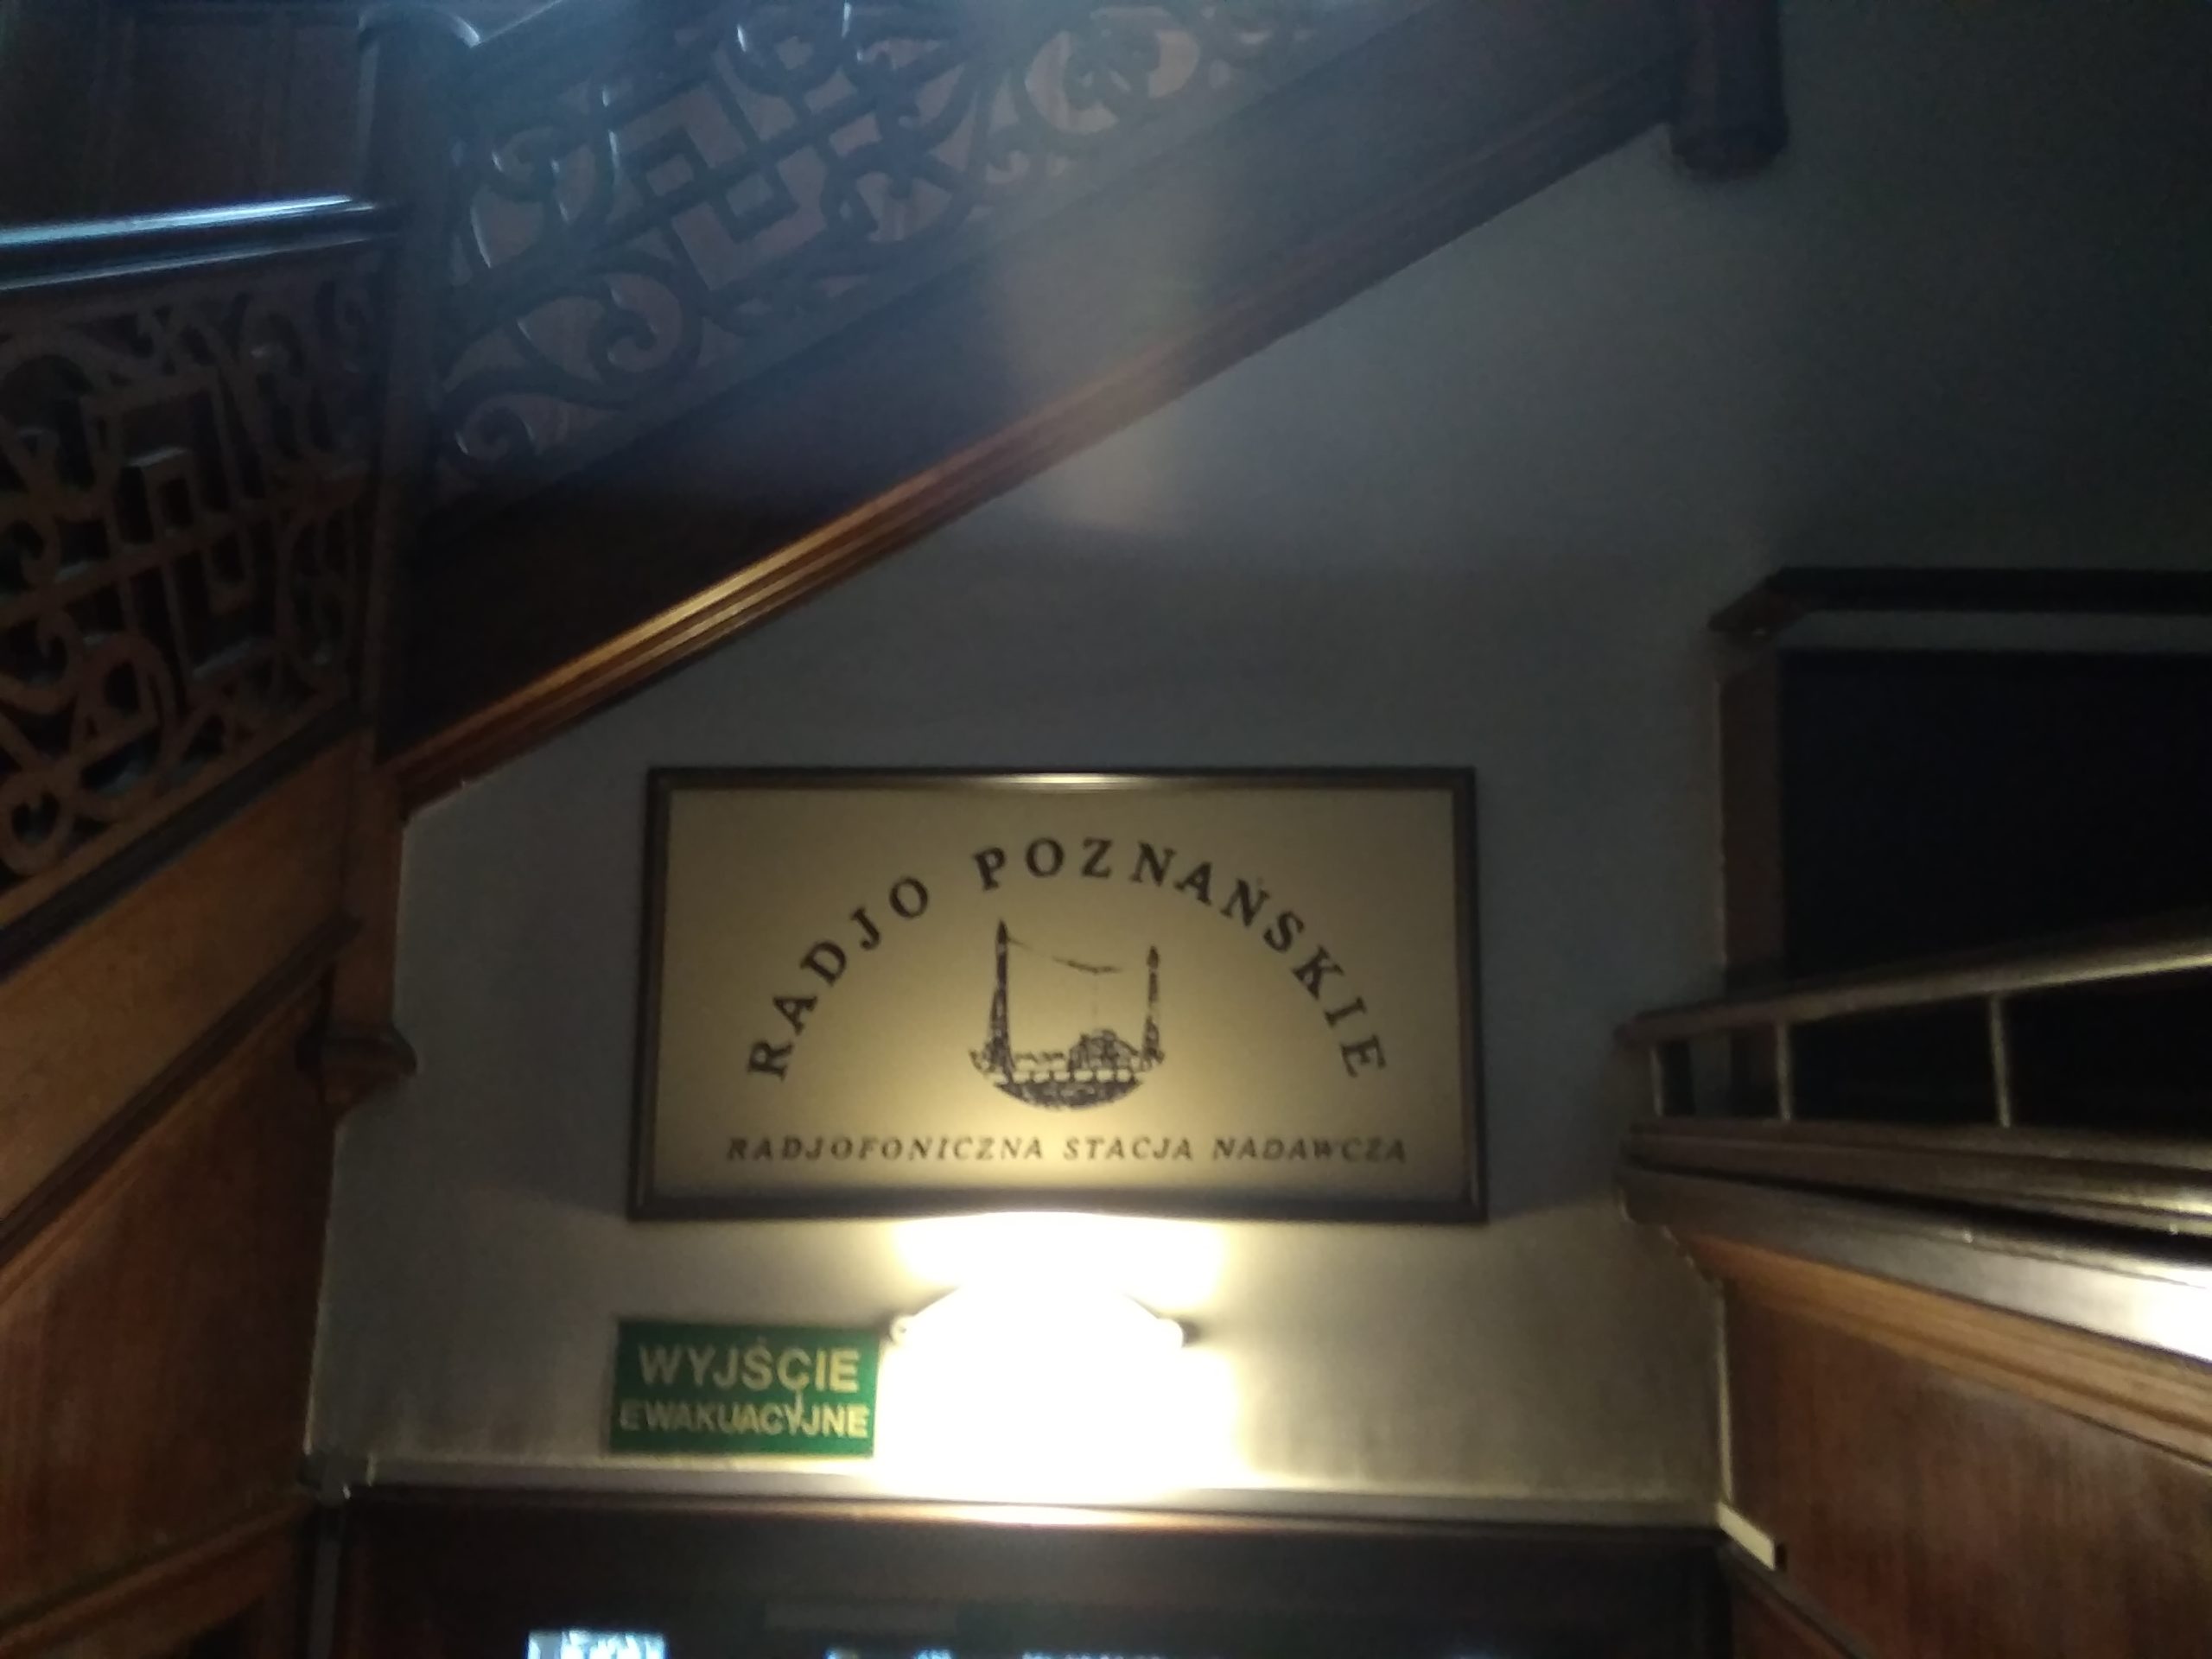 RADJO POZNAŃSKIE
RADJOFONICZNA STACJA NADAWCZA
WYJŚCIE
EWAKUACYJNE